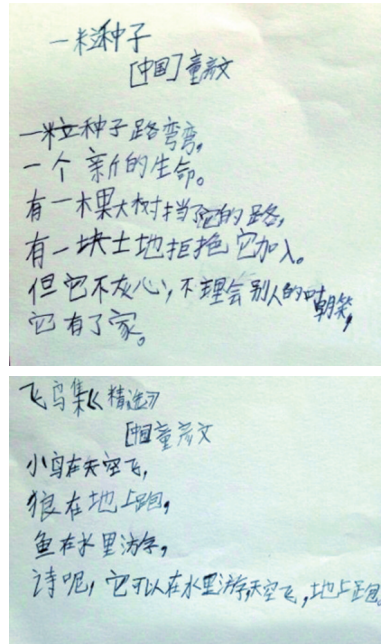 一粒种子
[中国]童彦文
一粒种子路弯弯,
一个新的生命。
有一木果大树挡了它的路,
有一块土地拒绝它加入。
但它不灰心,不理会别人的嘲笑,
它有了家。
飞鸟集《精选》
[中国]童彦文
小鸟在天空飞,
狼在地上跑,
鱼在水里游,
诗呢,它可以在水里游,天空飞,地上跑